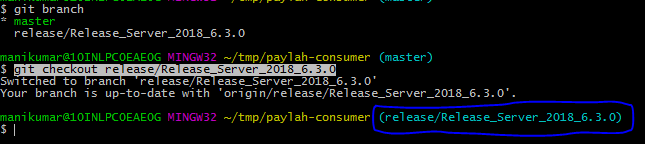 $ git branch
* master
  release/Release_Server_2018_6.3.0
manikumar@10INLPC0EAE0G MINGW32 ~/tmp/paylah-consumer (master)
$ git checkout release/Release_Server_2018_6.3.0
Switched to branch 'release/Release_Server_2018_6.3.0'
Your branch is up-to-date with 'origin/release/Release_Server_2018_6.3.0'.
manikumar@10INLPC0EAE0G MINGW32 ~/tmp/paylah-consumer (release/Release_Server_2018_6.3.0)
$